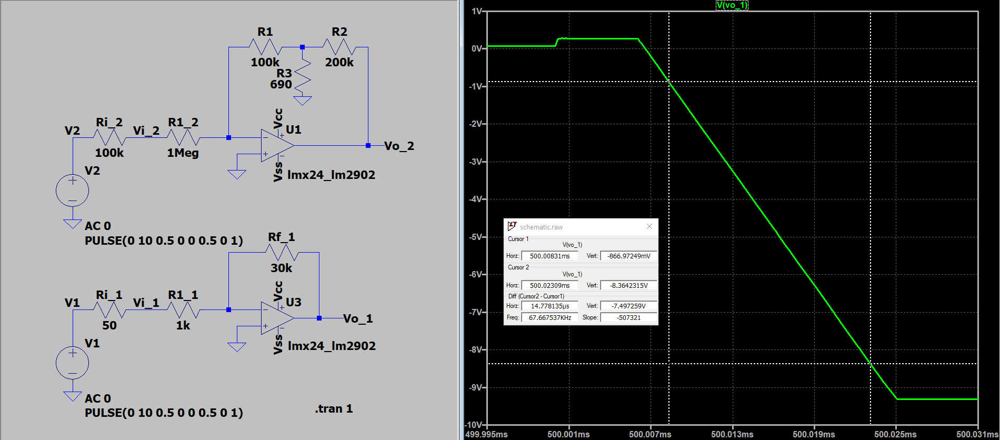 R1
R2
100k
200k
R3
690
Vcc
Ri_2
R1_2
V2
Vi_2
U1
Vo_2
100k
1Meg
V2
Vss
lmx24_lm2902
AC 0
PULSE(0 10 0.5 0 0 0.5 0 1)
Rf_1
30k
Vcc
Ri_1
R1_1
V1
Vi_1
U3
Vo_1
50
1k
V1
Vss
lmx24_lm2902
AC 0
PULSE(0 10 0.5 0 0 0.5 0 1)
.tran 1
V(vo_1)
1V
0V
-1V
-2V
-3V
-4V
-5V
-6V
-7V
-8V
-9V
-10V
499.995ms
500.001ms
500.007ms
500.013ms
500.019ms
500.025ms
500.031ms
schematic.raw
Cursor 1
V(vo_1)
Horz: 500.00831ms Vert: -866.97249mV
Cursor 2
V(vo_1)
Horz: 500.02309ms Vert: -8.3642315V
Diff (Cursor2 - Cursor1)
Horz: 14.778135µs Vert: -7.497259V
Freq: 67.667537KHz Slope: -507321